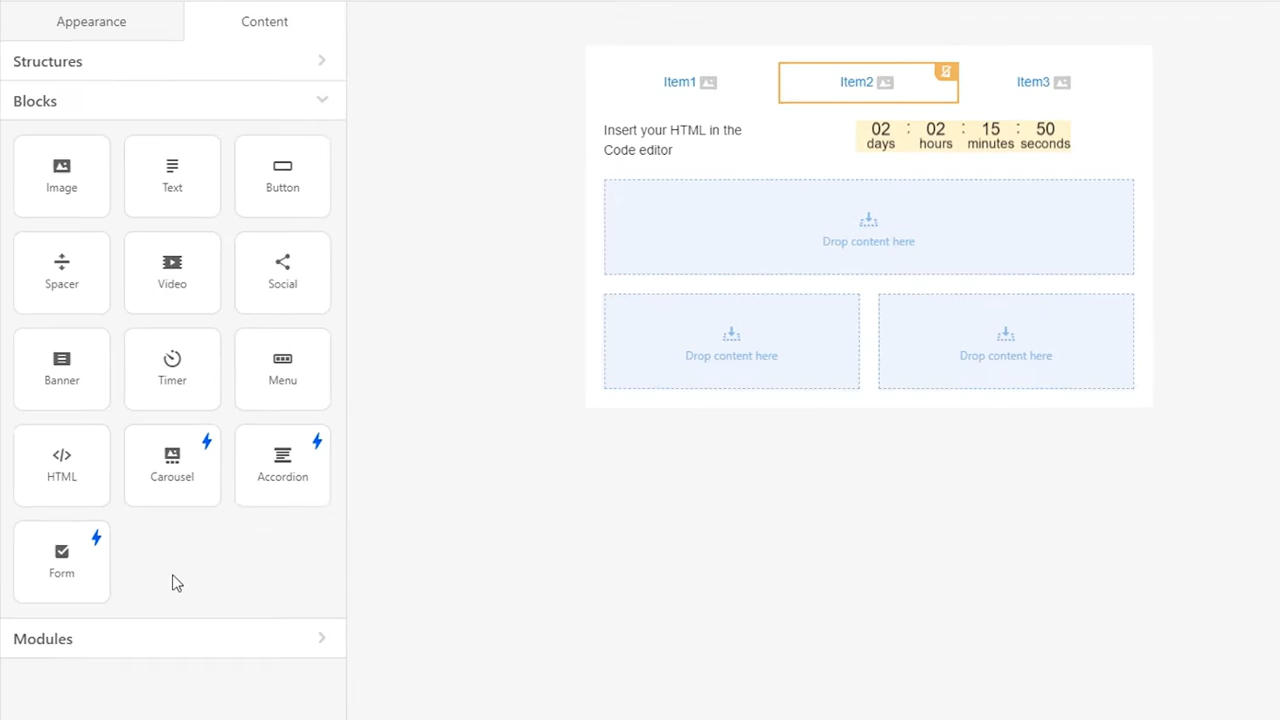 Appearance
Content
Structures
Blocks
Image
Text
Button
Spacer
Video
Social
Banner
Timer
Menu
HTML
Carousel
Accordion
Form
Modules
Item1
Item2
Item3
Insert your HTML in the
Code editor
02 : 02 : 15 : 50
days hours minutes seconds
Drop content here
Drop content here
Drop content here